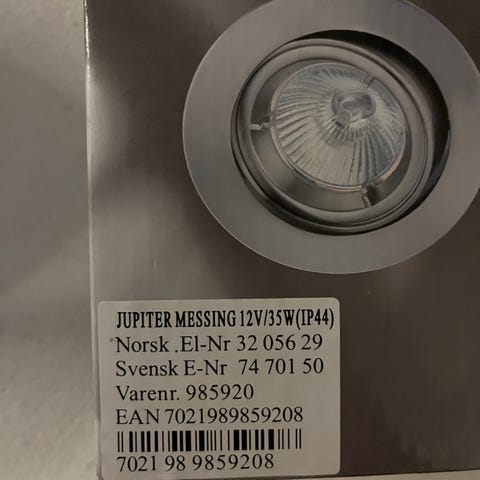 JUPITER MESSING 12V/35W(IP44)
Norsk .El-Nr 32 056 29
Svensk E-Nr 74 701 50
Varenr. 985920
EAN 7021989859208
7021 98 9859208